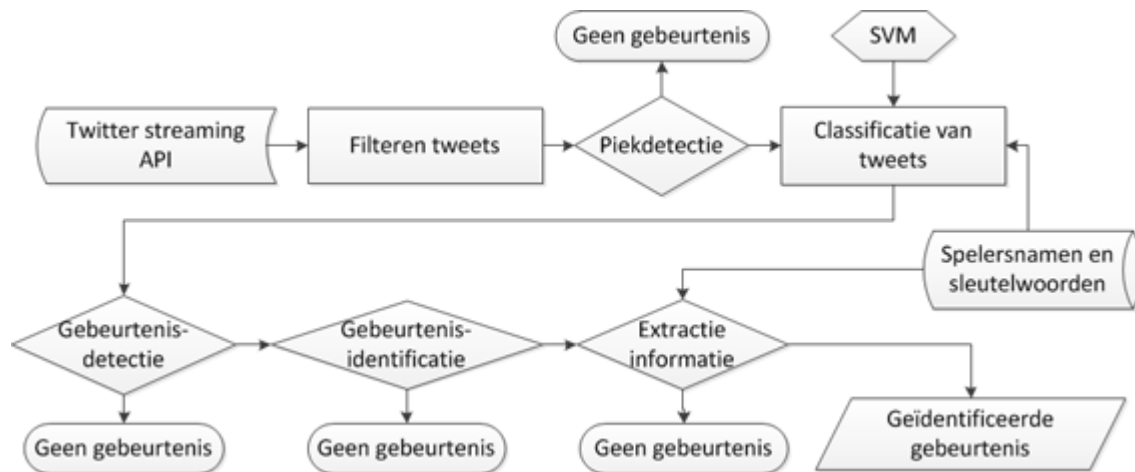 Geen gebeurtenis
SVM
Twitter streaming
API
Filteren tweets
Piekdetectie
Classificatie van
tweets
Spelersnamen en
sleutelwoorden
Gebeurtenis-
detectie
Gebeurtenis-
identificatie
Extractie
informatie
Geen gebeurtenis
Geen gebeurtenis
Geen gebeurtenis
Geïdentificeerde
gebeurtenis